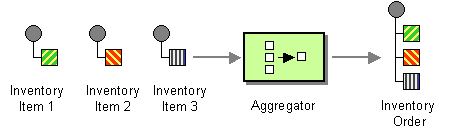 Inventory
Item 1
Inventory
Item 2
Inventory
Item 3
Aggregator
Inventory
Order